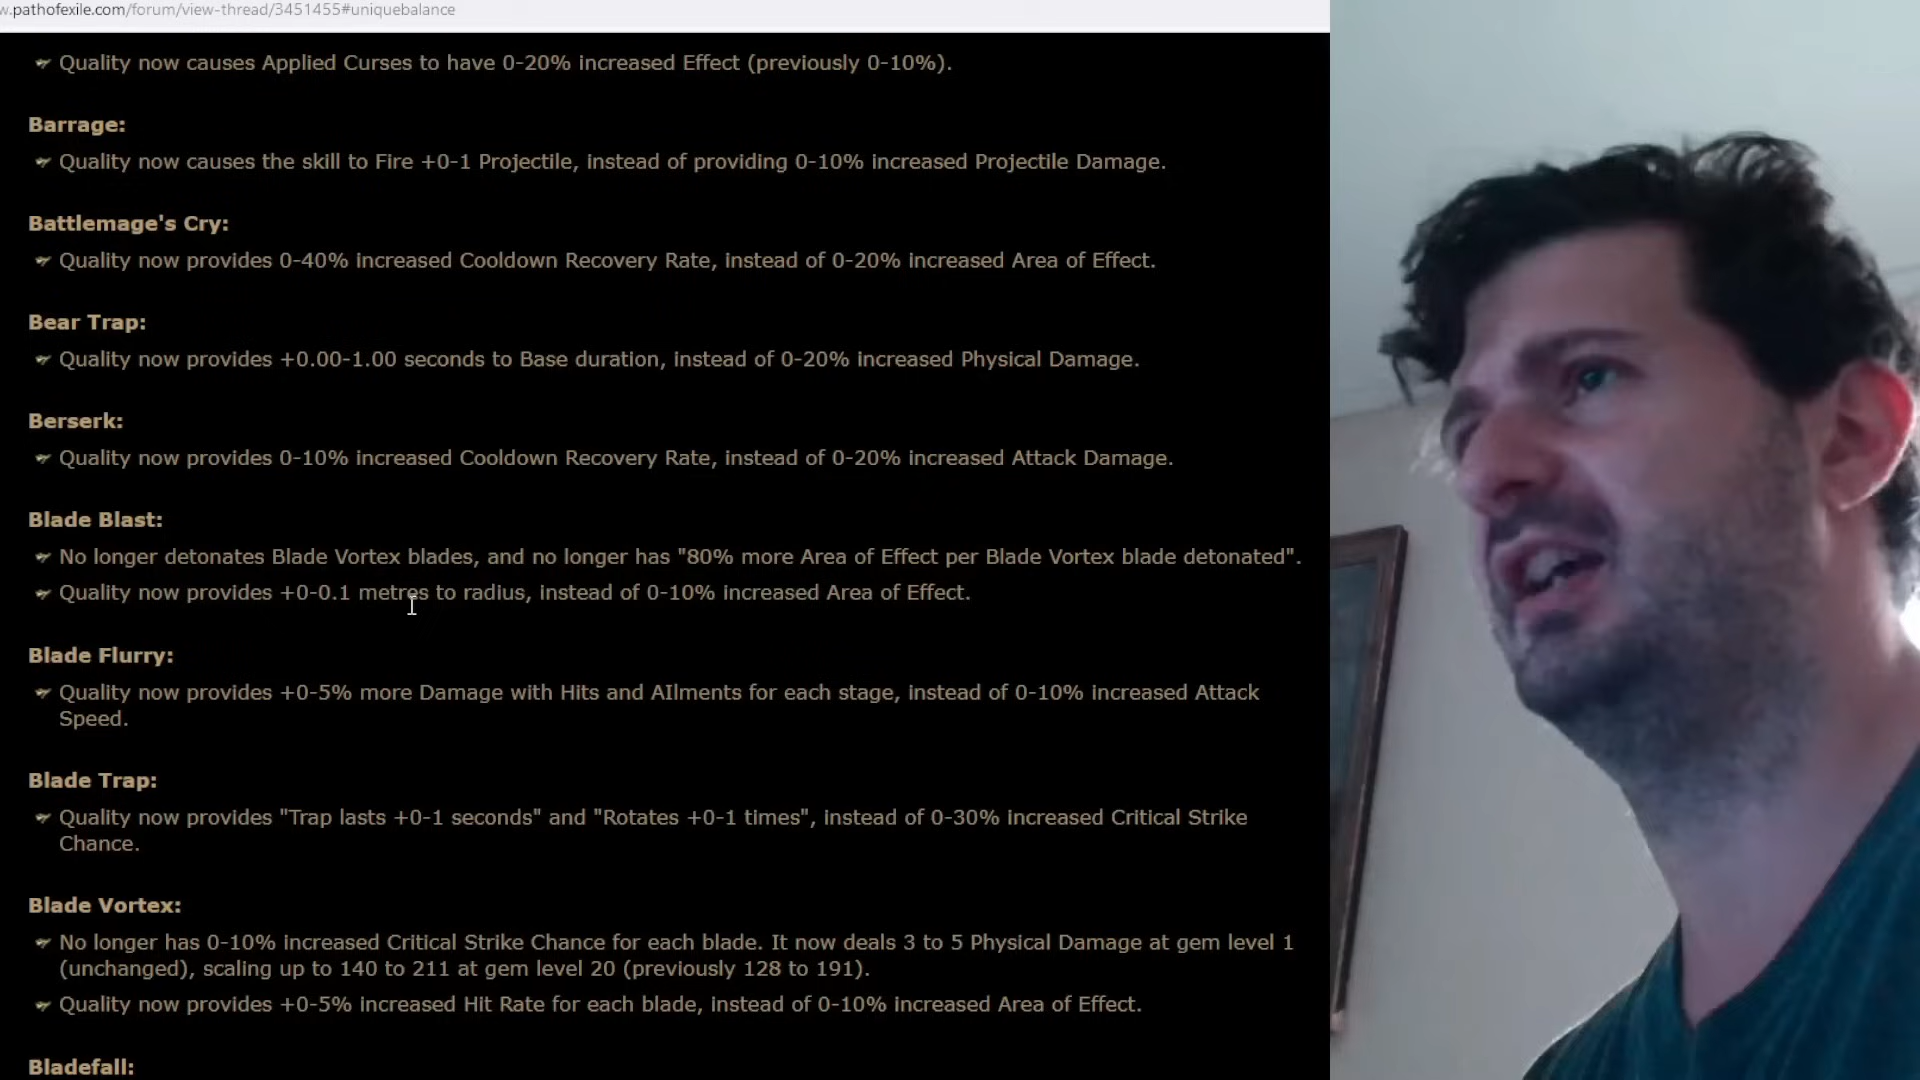 w.pathofexile.com/forum/view-thread/3451455#uniquebalance
Quality now causes Applied Curses to have 0-20% increased Effect (previously 0-10%).
Barrage:
Quality now causes the skill to Fire +0-1 Projectile, instead of providing 0-10% increased Projectile Damage.
Battlemage's Cry:
Quality now provides 0-40% increased Cooldown Recovery Rate, instead of 0-20% increased Area of Effect.
Bear Trap:
Quality now provides +0.00-1.00 seconds to Base duration, instead of 0-20% increased Physical Damage.
Berserk:
Quality now provides 0-10% increased Cooldown Recovery Rate, instead of 0-20% increased Attack Damage.
Blade Blast:
No longer detonates Blade Vortex blades, and no longer has "80% more Area of Effect per Blade Vortex blade detonated".
Quality now provides +0-0.1 metres to radius, instead of 0-10% increased Area of Effect.
Blade Flurry:
Quality now provides +0-5% more Damage with Hits and AIlments for each stage, instead of 0-10% increased Attack
Speed.
Blade Trap:
Quality now provides "Trap lasts +0-1 seconds" and "Rotates +0-1 times", instead of 0-30% increased Critical Strike
Chance.
Blade Vortex:
No longer has 0-10% increased Critical Strike Chance for each blade. It now deals 3 to 5 Physical Damage at gem level 1
(unchanged), scaling up to 140 to 211 at gem level 20 (previously 128 to 191).
Quality now provides +0-5% increased Hit Rate for each blade, instead of 0-10% increased Area of Effect.
Bladefall: